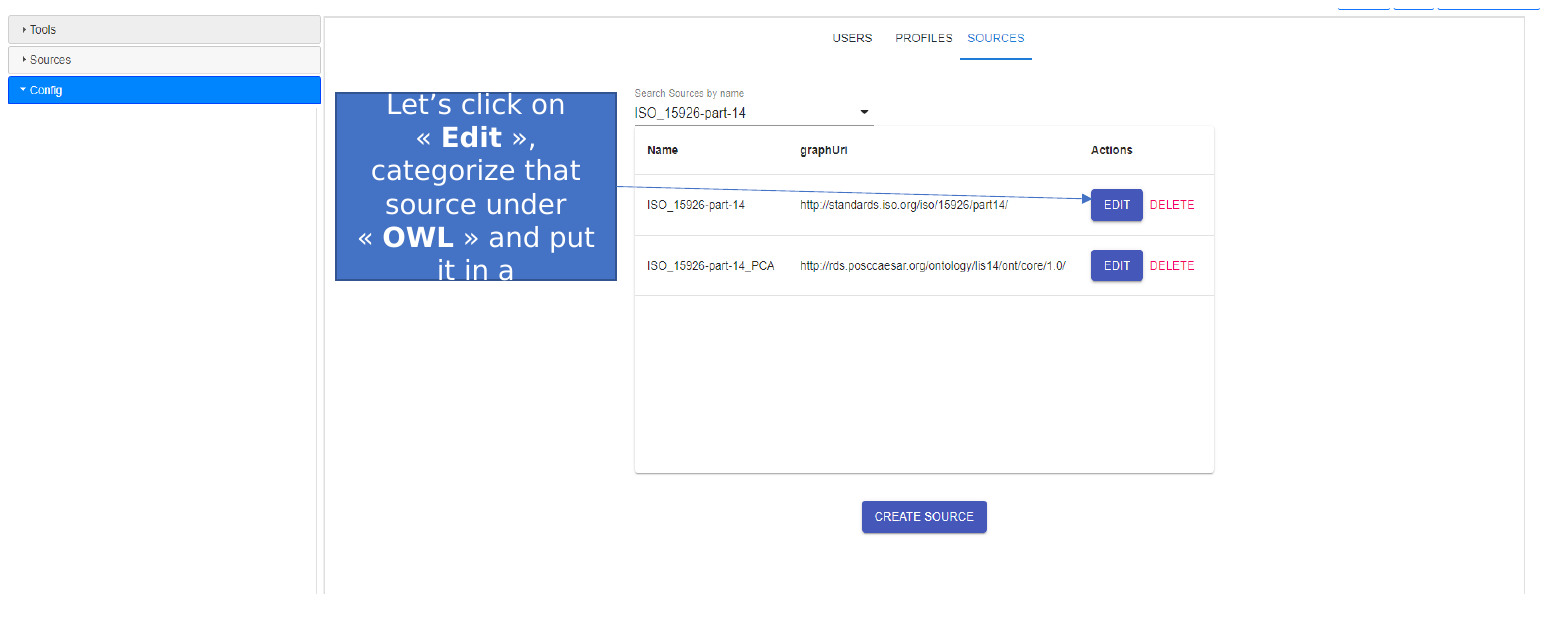 Tools
Sources
Config
USERS PROFILES SOURCES
Let’s click on
« Edit »,
categorize that
source under
« OWL » and put
it in a
Search Sources by name
ISO_15926-part-14
Name graphUri Actions
ISO_15926-part-14 http://standards.iso.org/iso/15926/part14/ EDIT DELETE
ISO_15926-part-14_PCA http://rds.posccaesar.org/ontology/lis14/ont/core/1.0/ EDIT DELETE
CREATE SOURCE